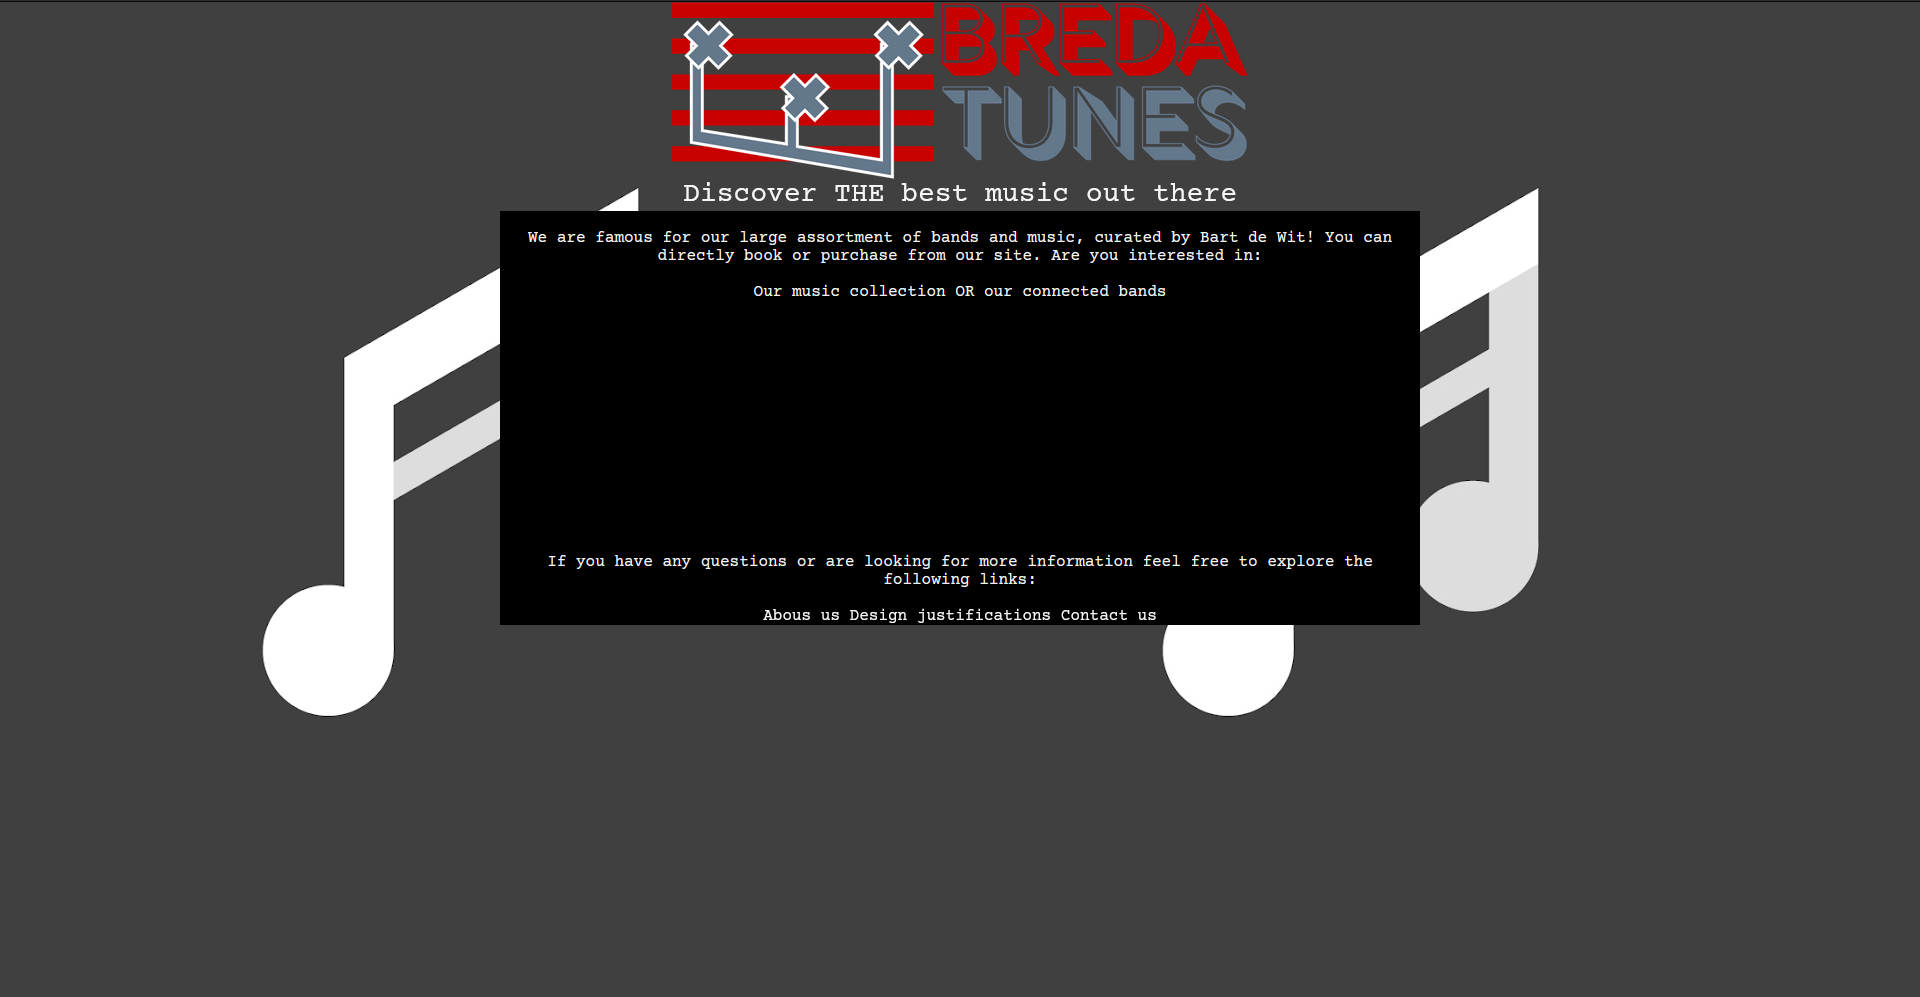 BREDA
TUNES
Discover THE best music out there
We are famous for our large assortment of bands and music, curated by Bart de Wit! You can
directly book or purchase from our site. Are you interested in:
Our music collection OR our connected bands
If you have any questions or are looking for more information feel free to explore the
following links:
Abous us Design justifications Contact us